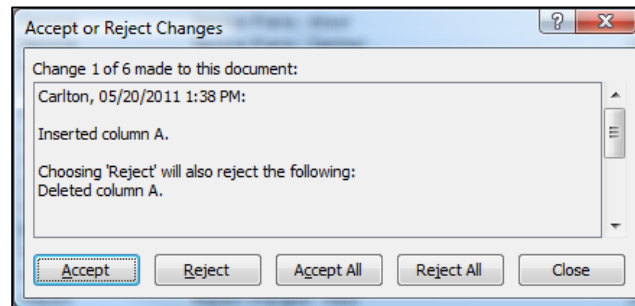 Accept or Reject Changes
Change 1 of 6 made to this document:
Carlton, 05/20/2011 1:38 PM:
Inserted column A.
Choosing 'Reject' will also reject the following:
Deleted column A.
Accept Reject Accept All Reject All Close